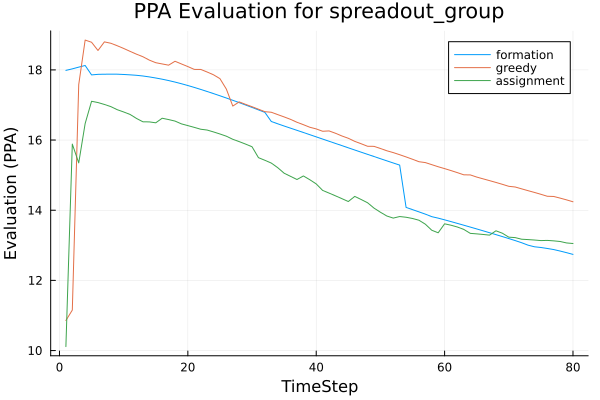 PPA Evaluation for spreadout_group
formation
greedy
assignment
Evaluation (PPA)
18
16
14
12
10
0 20 40 60 80
TimeStep